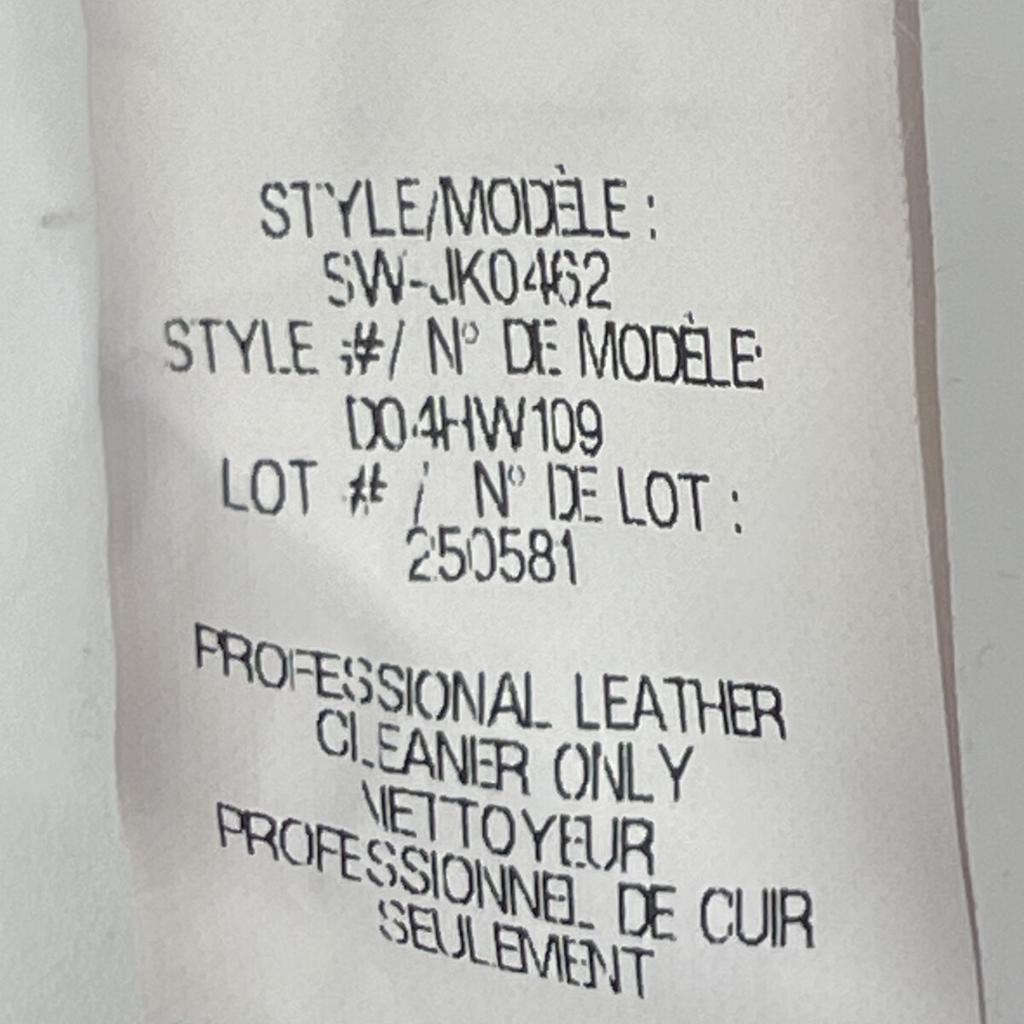 STYLE/MODÈLE :
SW-JK0462
STYLE #/ N° DE MODÈLE:
D04HW109
LOT # / N° DE LOT :
250581
PROFESSIONAL LEATHER
CLEANER ONLY
NETTOYEUR
PROFESSIONNEL DE CUIR
SEULEMENT